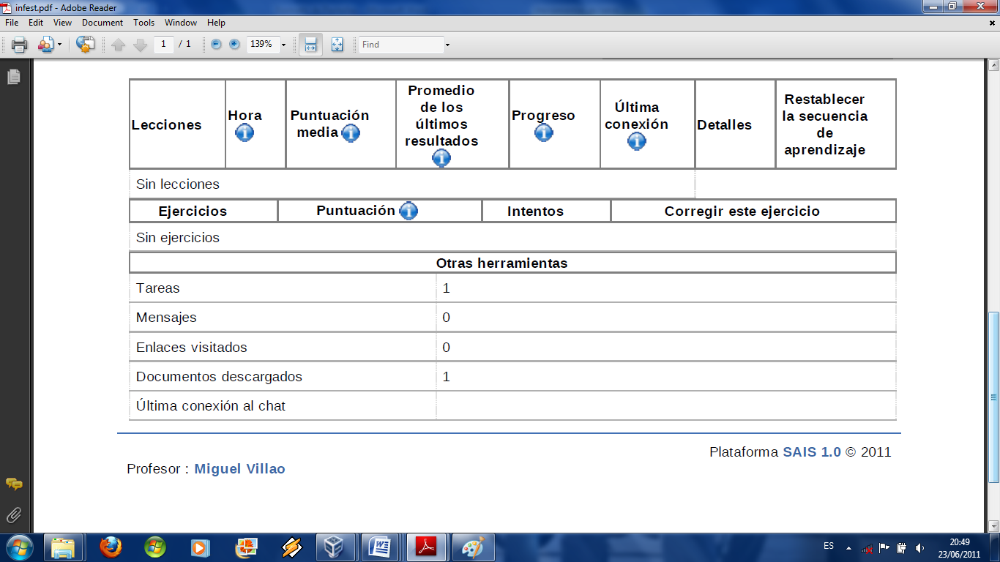 infest.pdf - Adobe Reader
File Edit View Document Tools Window Help
1 / 1 139% Find
Lecciones Hora Puntuación media Promedio de los últimos resultados Progreso Última conexión Detalles Restablecer la secuencia de aprendizaje
Sin lecciones
Ejercicios Puntuación Intentos Corregir este ejercicio
Sin ejercicios
Otras herramientas
Tareas 1
Mensajes 0
Enlaces visitados 0
Documentos descargados 1
Última conexión al chat
Plataforma SAIS 1.0 © 2011
Profesor : Miguel Villao
ES 20:49
23/06/2011